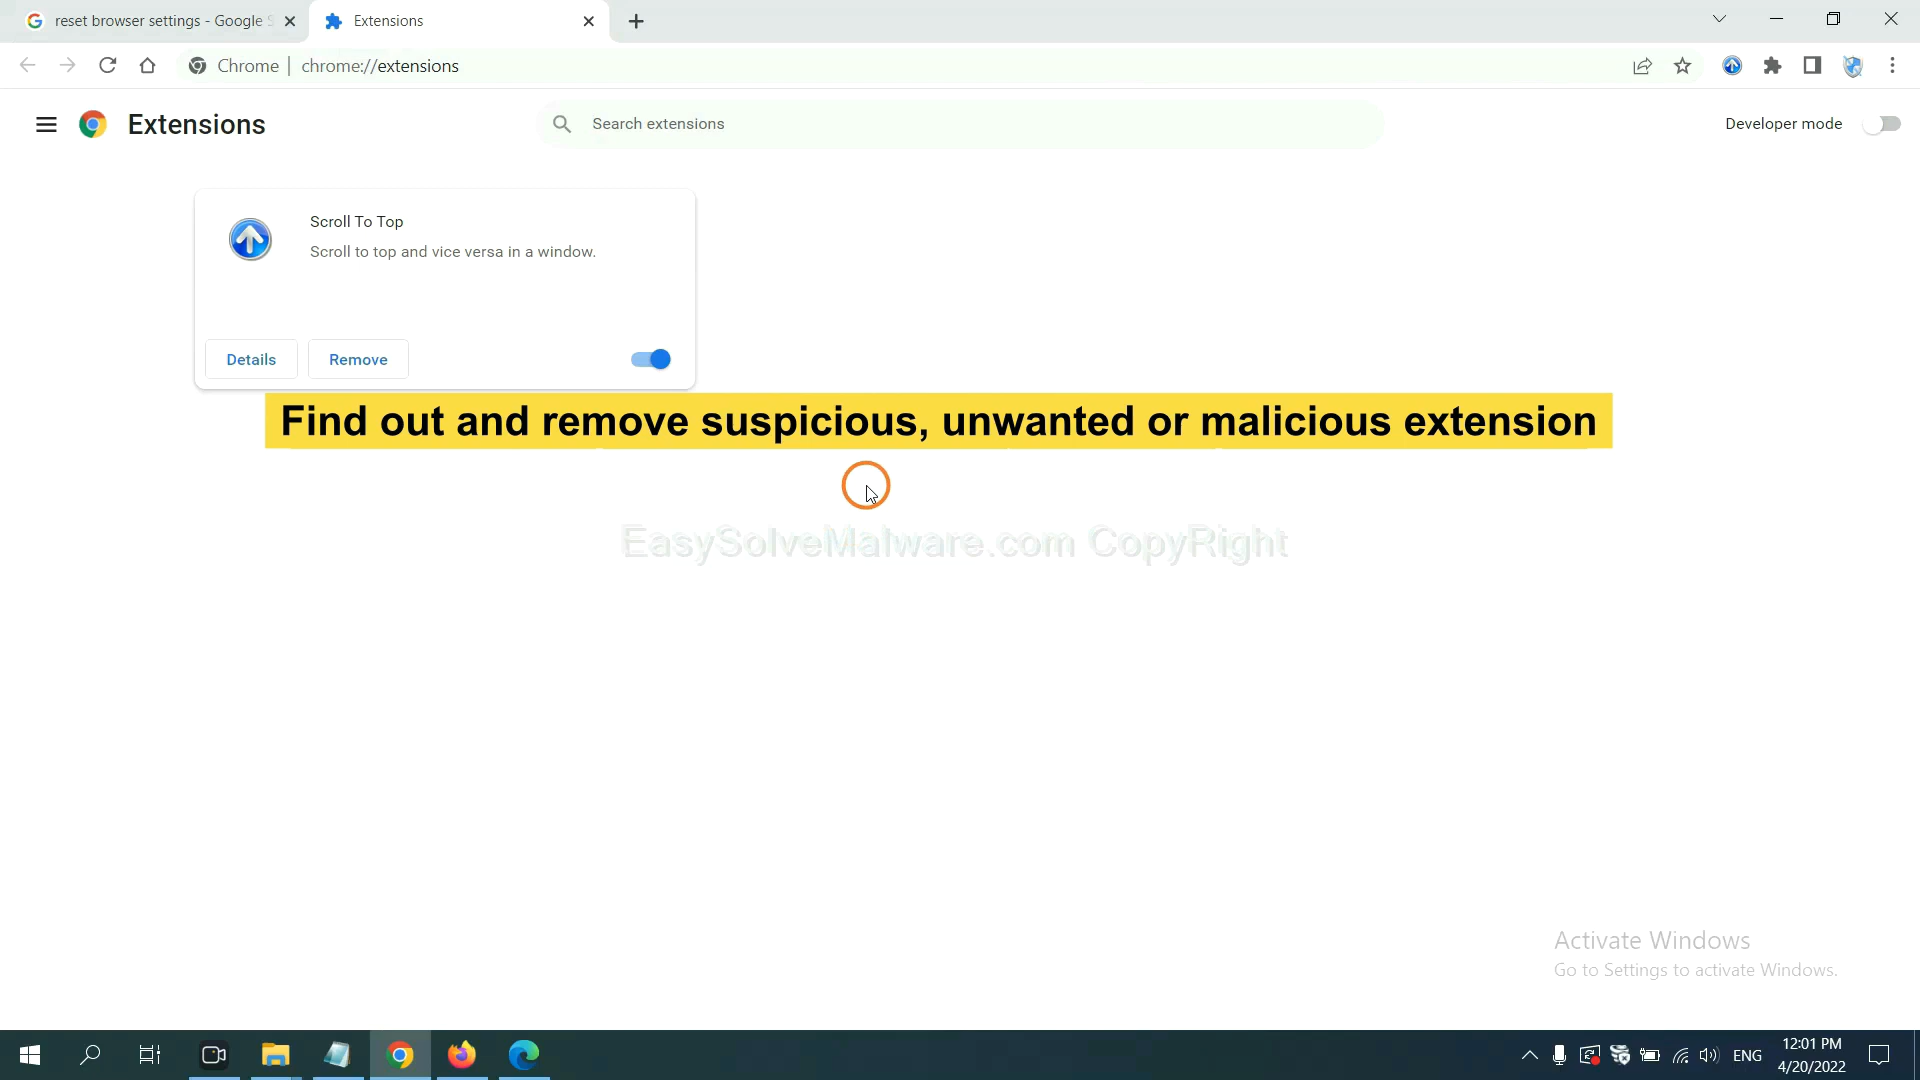 reset browser settings - Google S
Extensions
Chrome | chrome://extensions
Extensions
Search extensions
Developer mode
Scroll To Top
Scroll to top and vice versa in a window.
Details
Remove
Find out and remove suspicious, unwanted or malicious extension
EasySolveMalware.com CopyRight
Activate Windows
Go to Settings to activate Windows.
ENG
12:01 PM
4/20/2022